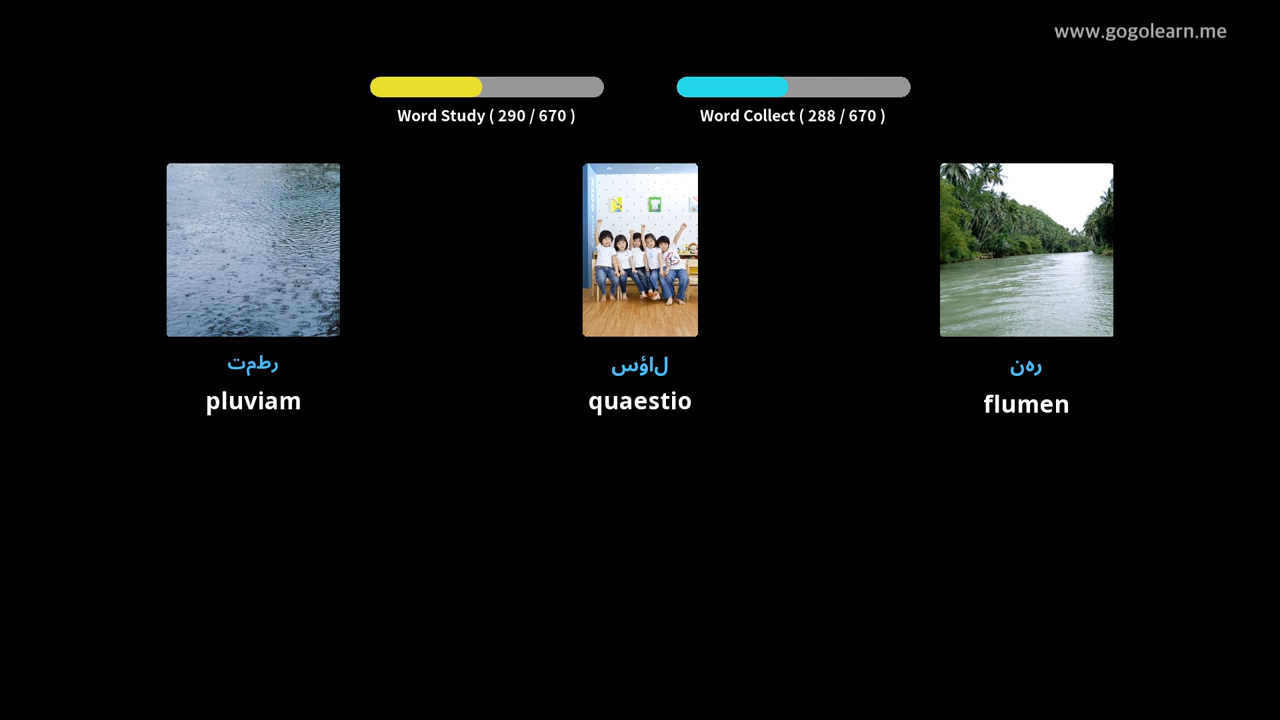 www.gogolearn.me
Word Study ( 290 / 670 )
Word Collect ( 288 / 670 )
رطمت
لاؤس
رهن
pluviam
quaestio
flumen